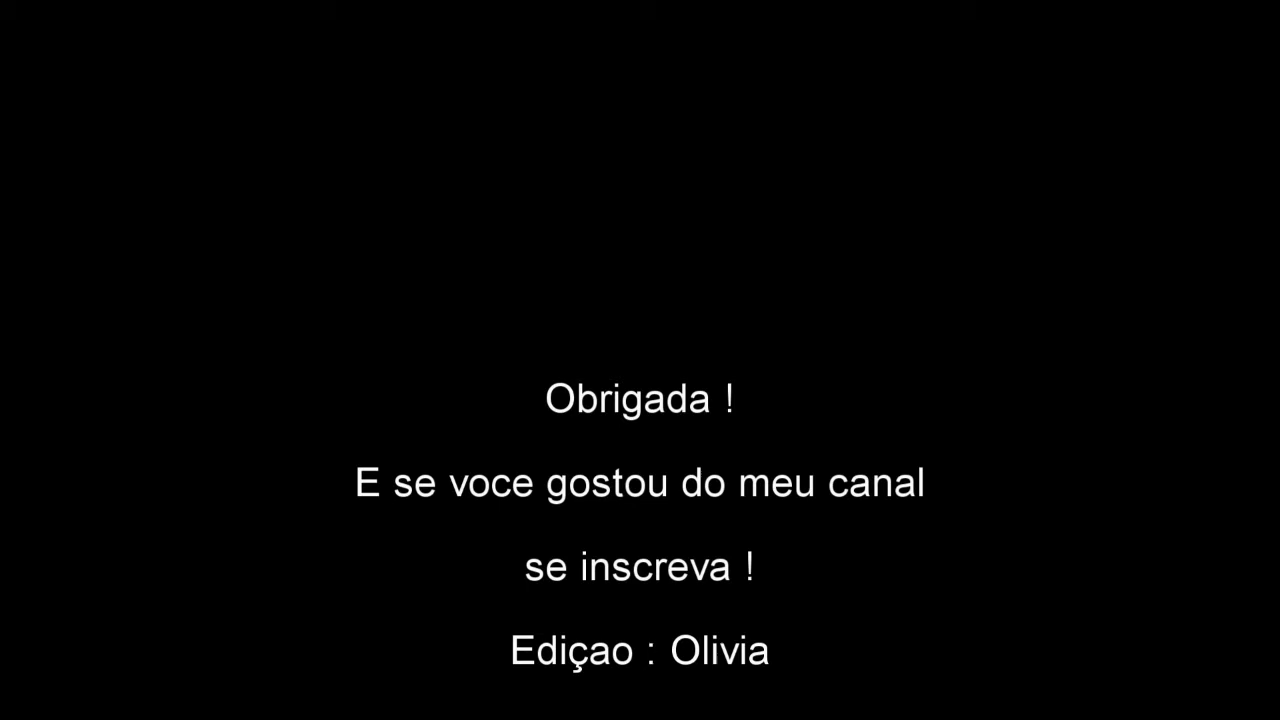 Obrigada !
E se voce gostou do meu canal
se inscreva !
Ediçao : Olivia